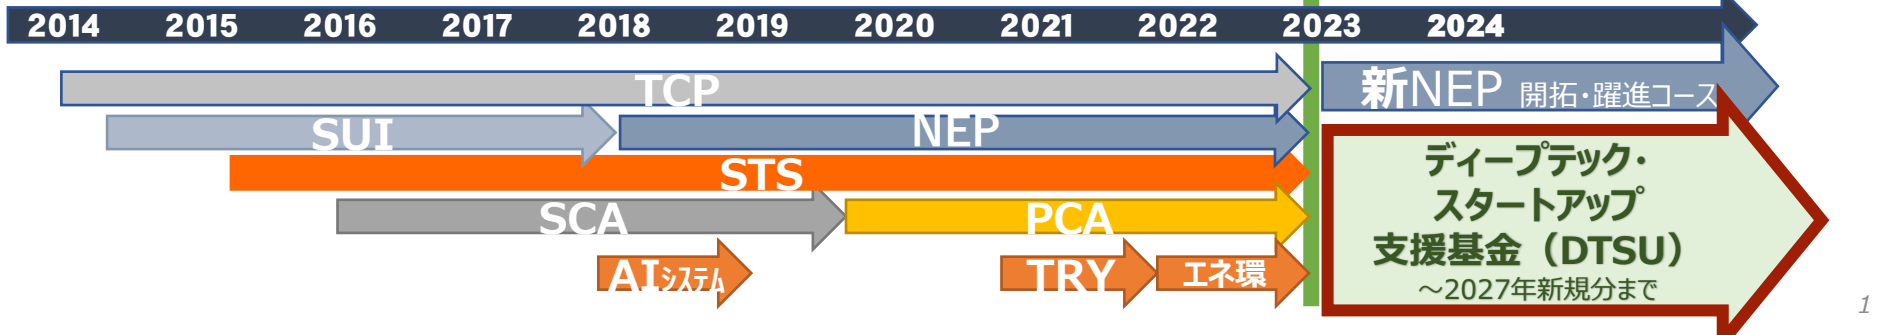 2014 2015 2016 2017 2018 2019 2020 2021 2022 2023 2024
TCP
新NEP 開拓・躍進コース
SUI
NEP
STS
SCA
PCA
AIシステム
TRY
エネ環
ディープテック・
スタートアップ
支援基金（DTSU）
～2027年新規分まで
1